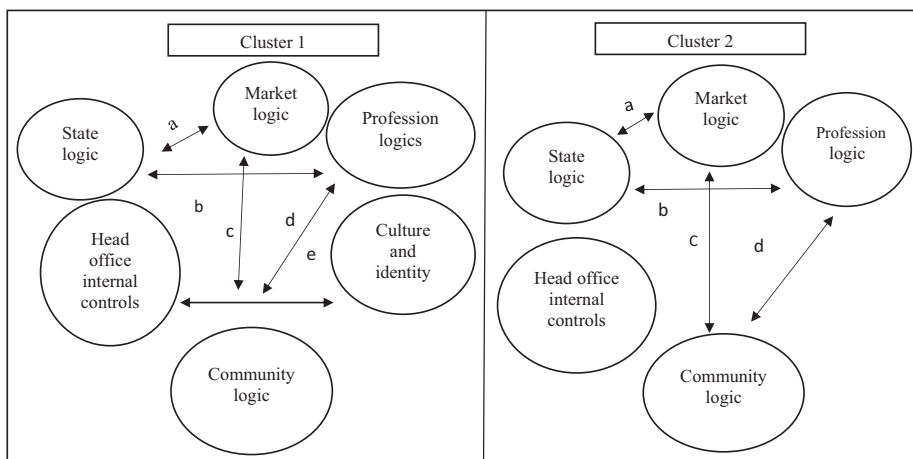 Cluster 1
Market
logic
State
logic
Profession
logics
Head
office
internal
controls
Culture
and
identity
Community
logic
a
b
c
d
e
Cluster 2
Market
logic
State
logic
Profession
logic
Head office
internal
controls
Community
logic
a
b
c
d